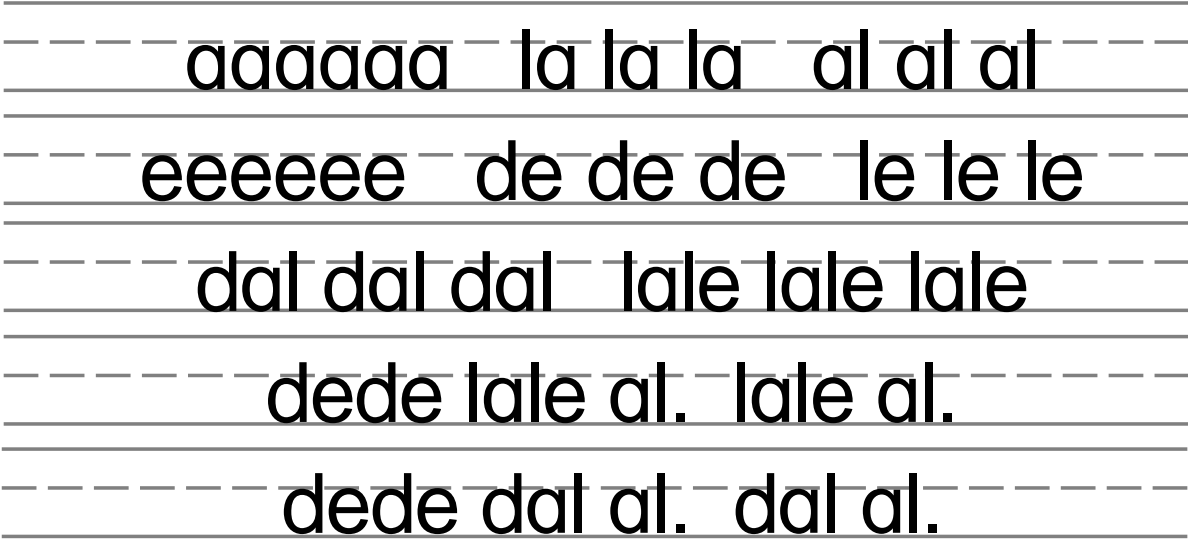 aaaaaa la la la al al al
eeeeee de de de le le le
dal dal dal lale lale lale
dede lale al. lale al.
dede dal al. dal al.